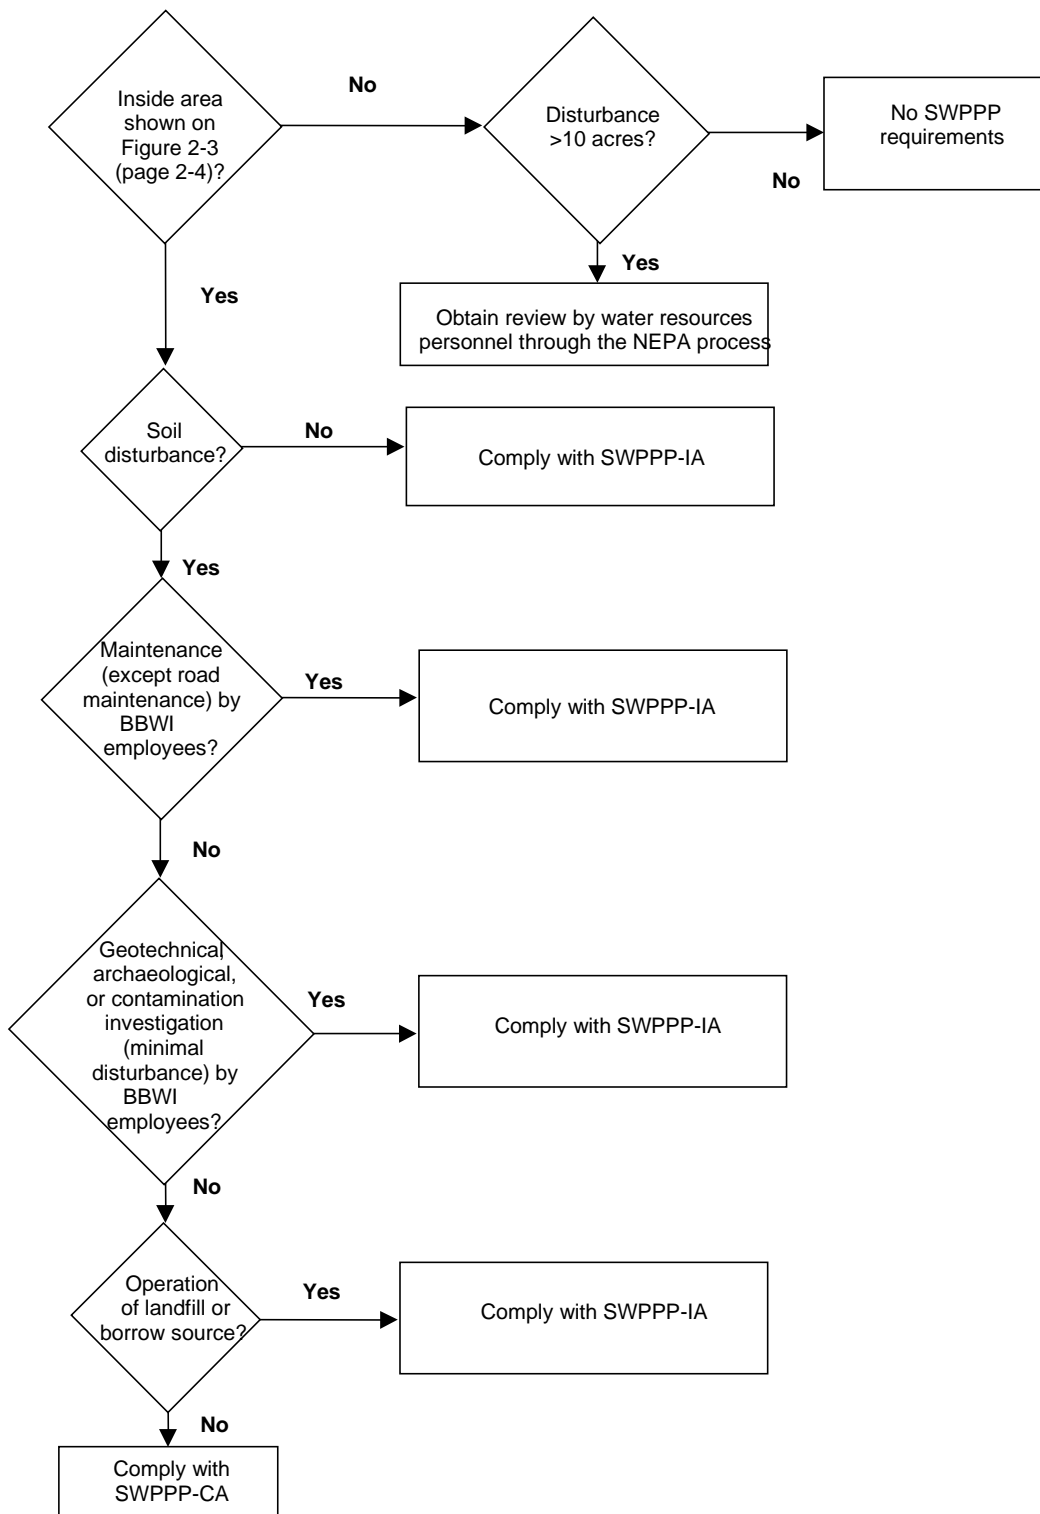 Inside area
shown on
Figure 2-3
(page 2-4)?
No
Disturbance
>10 acres?
No
No SWPPP
requirements
Yes
Obtain review by water resources
personnel through the NEPA process
Yes
Soil
disturbance?
No
Comply with SWPPP-IA
Yes
Maintenance
(except road
maintenance) by
BBWI
employees?
Yes
Comply with SWPPP-IA
No
Geotechnical,
archaeological,
or contamination
investigation
(minimal
disturbance) by
BBWI
employees?
Yes
Comply with SWPPP-IA
No
Operation
of landfill or
borrow source?
Yes
Comply with SWPPP-IA
No
Comply with
SWPPP-CA